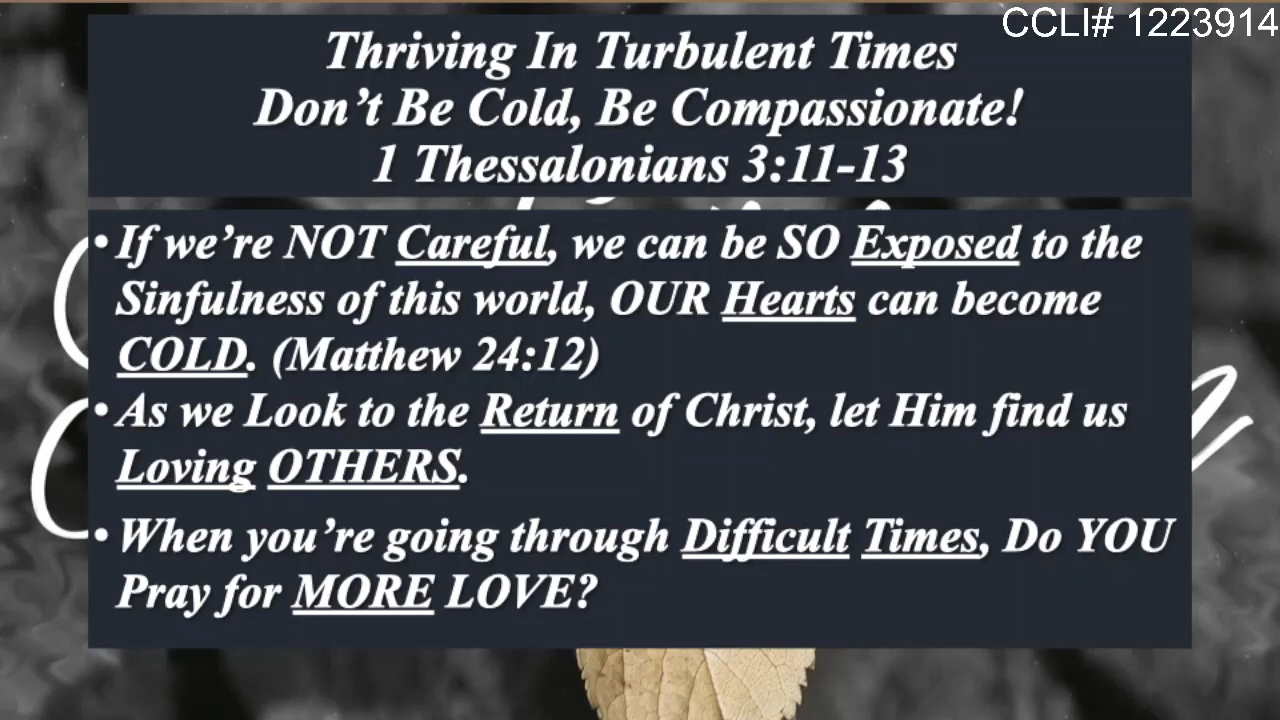 CCLI# 1223914
Thriving In Turbulent Times
Don’t Be Cold, Be Compassionate!
1 Thessalonians 3:11-13
• If we’re NOT Careful, we can be SO Exposed to the
Sinfulness of this world, OUR Hearts can become
COLD. (Matthew 24:12)
• As we Look to the Return of Christ, let Him find us
Loving OTHERS.
• When you’re going through Difficult Times, Do YOU
Pray for MORE LOVE?